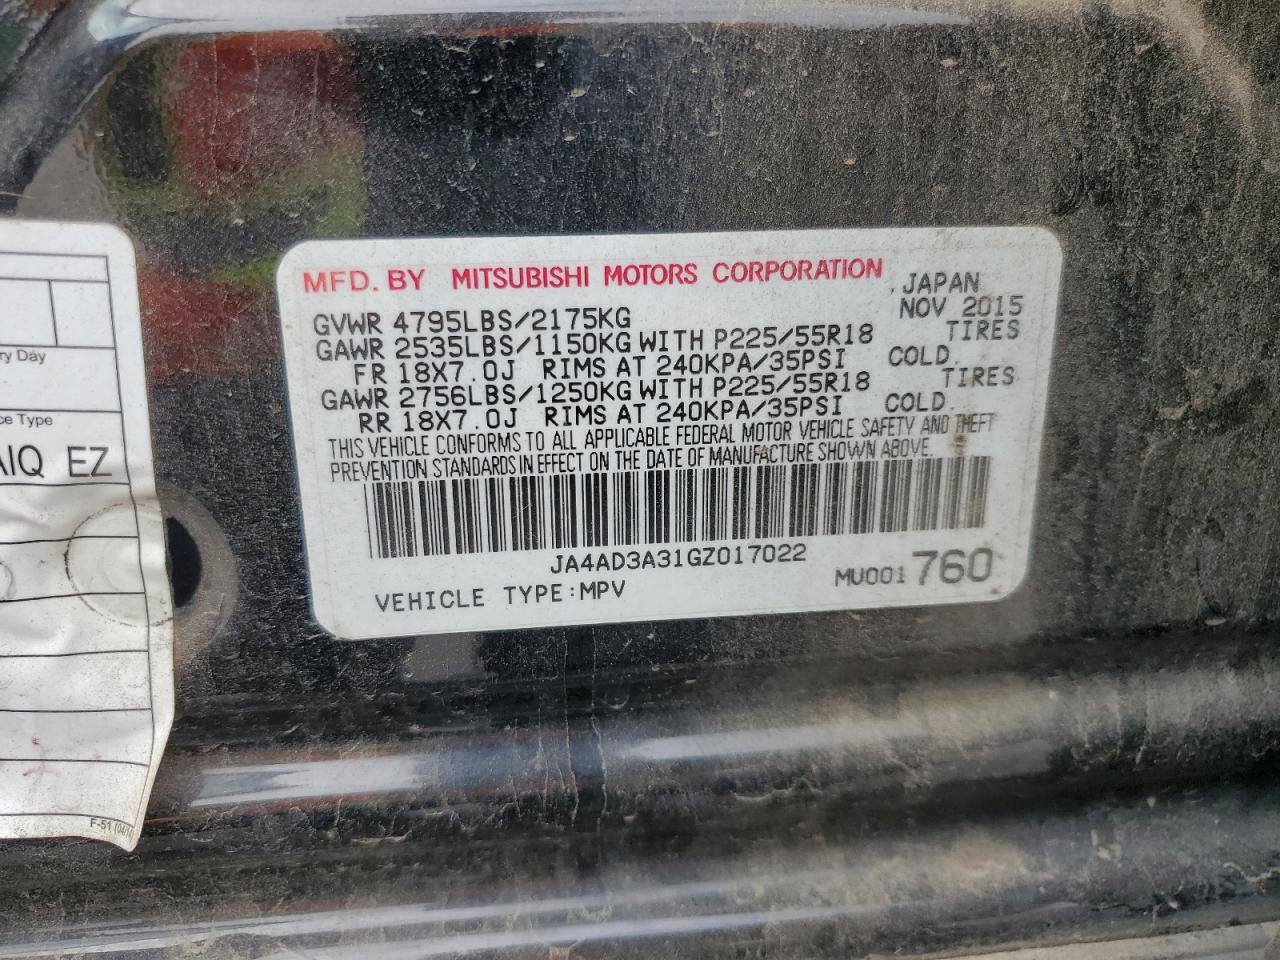 MFD. BY MITSUBISHI MOTORS CORPORATION
JAPAN
GVWR 4795LBS/2175KG
NOV 2015
GAWR 2535LBS/1150KG WITH P225/55R18 TIRES
FR 18X7.0J RIMS AT 240KPA/35PSI COLD.
GAWR 2756LBS/1250KG WITH P225/55R18 TIRES
RR 18X7.0J RIMS AT 240KPA/35PSI COLD.
THIS VEHICLE CONFORMS TO ALL APPLICABLE FEDERAL MOTOR VEHICLE SAFETY AND THEFT
PREVENTION STANDARDS IN EFFECT ON THE DATE OF MANUFACTURE SHOWN ABOVE.
JA4AD3A31GZ017022
VEHICLE TYPE:MPV
MU001 760
Day
Type
EZ
F-51